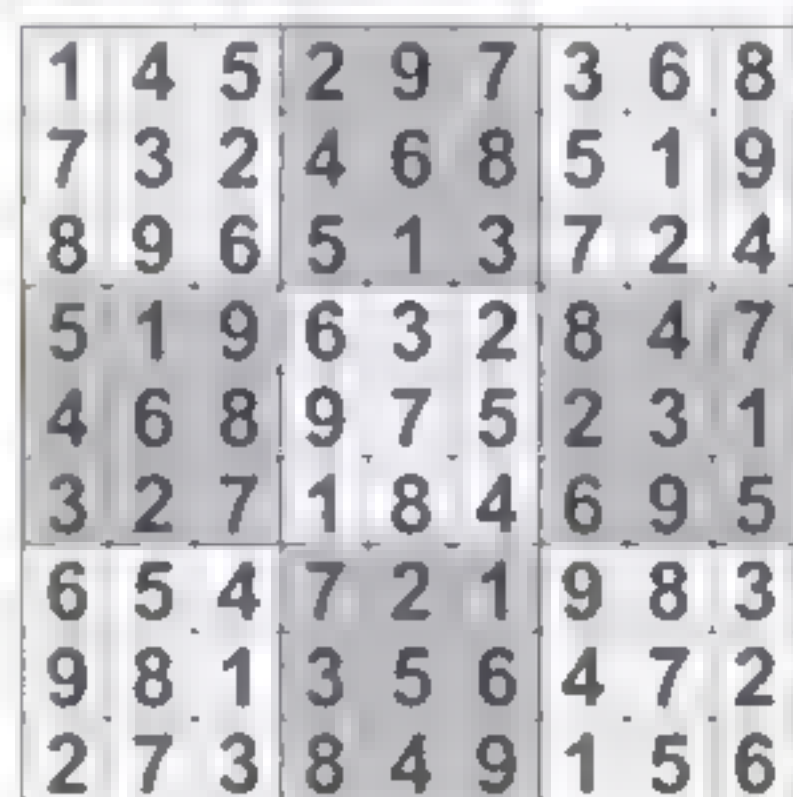 1 4 5 2 9 7 3 6 8
7 3 2 4 6 8 5 1 9
8 9 6 5 1 3 7 2 4
5 1 9 6 3 2 8 4 7
4 6 8 9 7 5 2 3 1
3 2 7 1 8 4 6 9 5
6 5 4 7 2 1 9 8 3
9 8 1 3 5 6 4 7 2
2 7 3 8 4 9 1 5 6